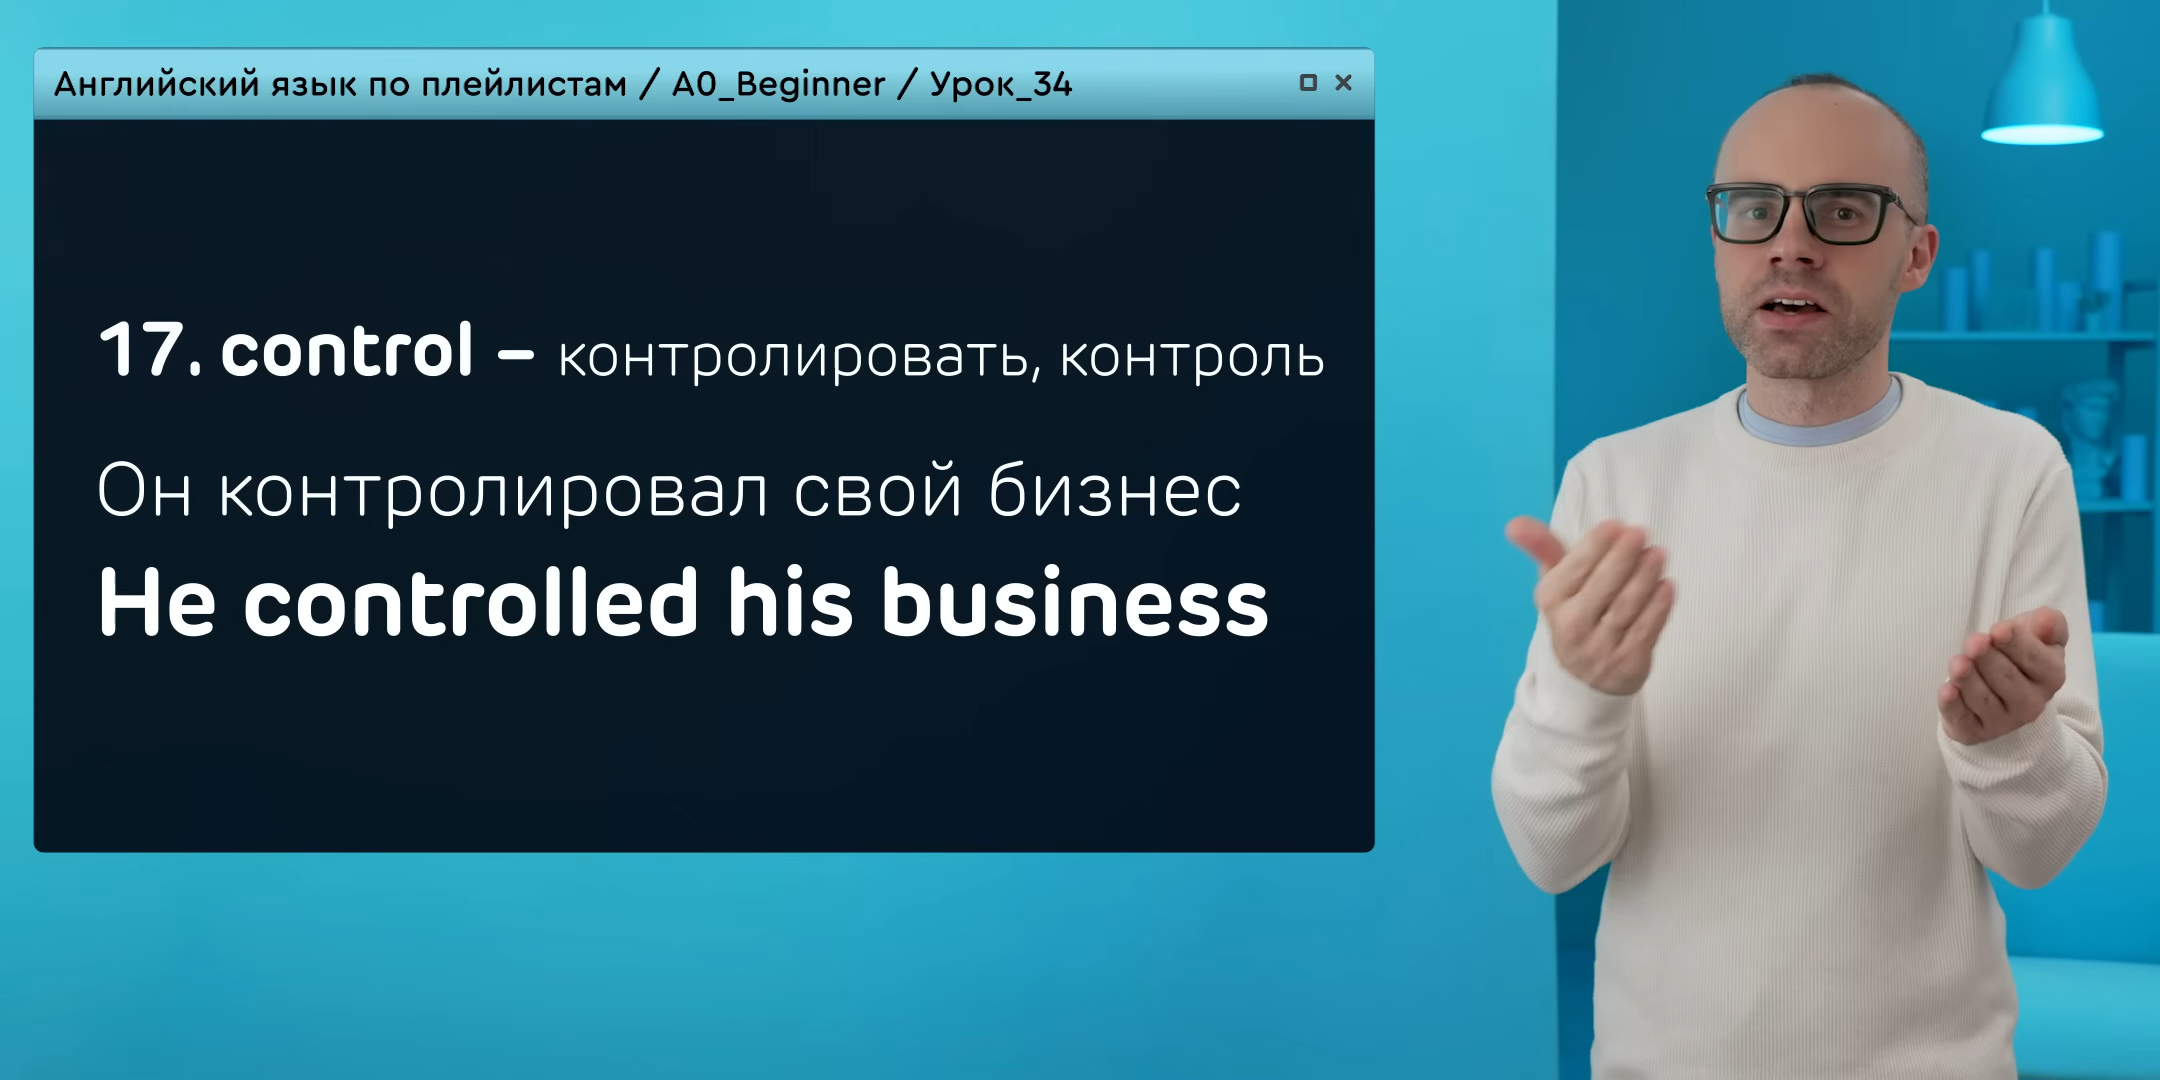 Английский язык по плейлистам / A0_Beginner / Урок_34
17. control – контролировать, контроль
Он контролировал свой бизнес
He controlled his business